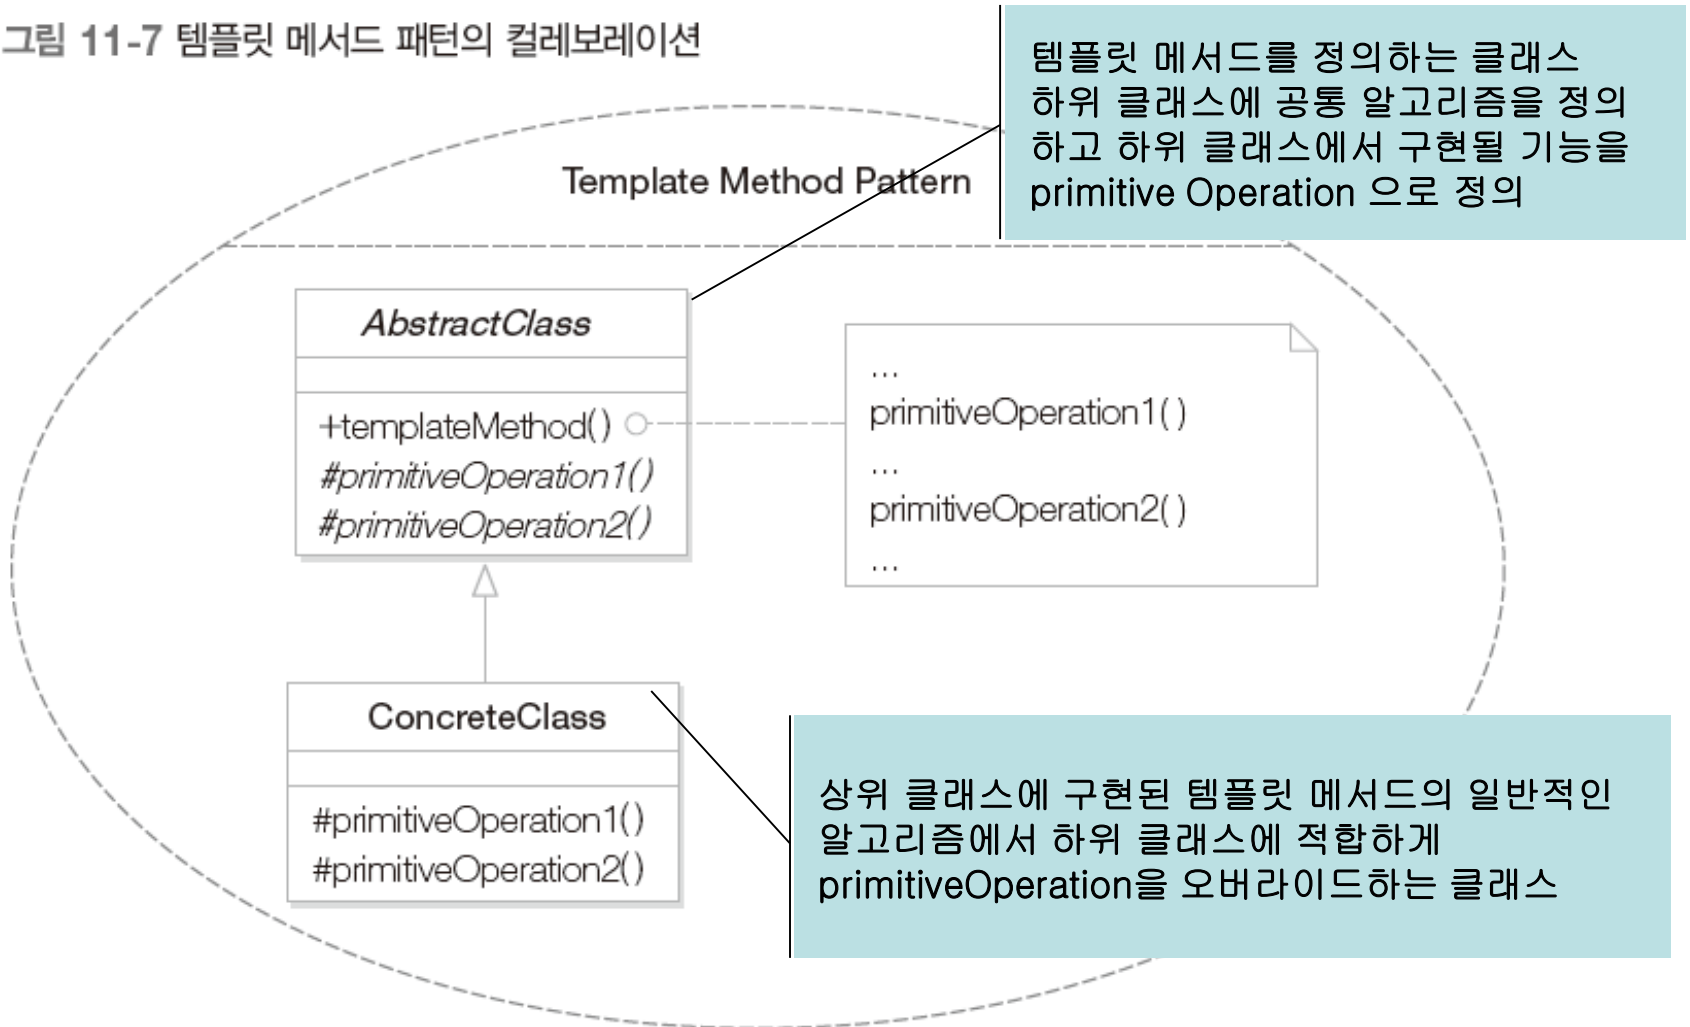 그림 11-7 템플릿 메서드 패턴의 컬레보레이션
템플릿 메서드를 정의하는 클래스
하위 클래스에 공통 알고리즘을 정의
하고 하위 클래스에서 구현될 기능을
primitive Operation 으로 정의
Template Method Pattern
AbstractClass
+templateMethod()
#primitiveOperation1()
#primitiveOperation2()
...
primitiveOperation1( )
...
primitiveOperation2( )
...
ConcreteClass
#primitiveOperation1()
#primitiveOperation2()
상위 클래스에 구현된 템플릿 메서드의 일반적인
알고리즘에서 하위 클래스에 적합하게
primitiveOperation을 오버라이드하는 클래스